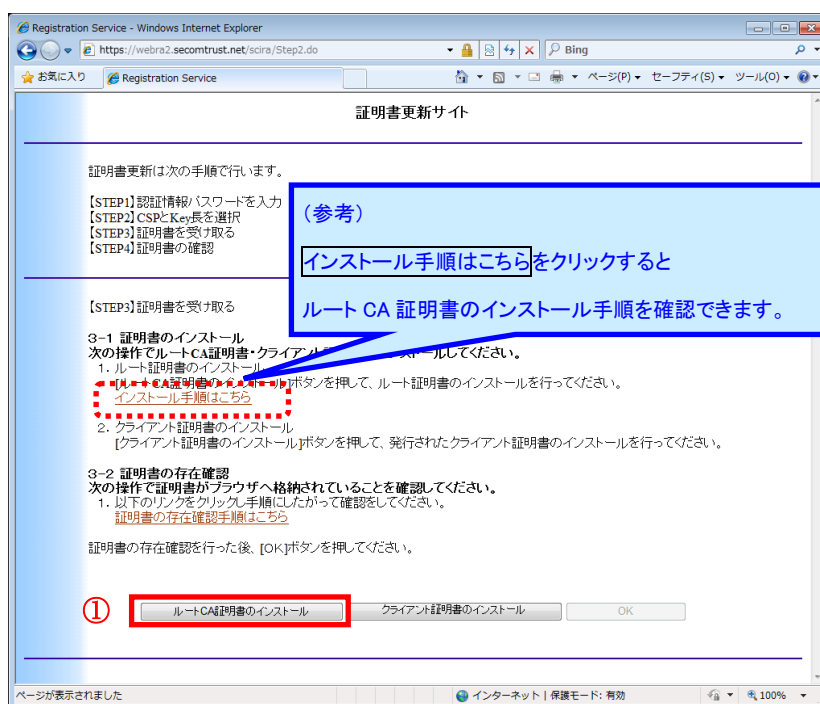 Registration Service - Windows Internet Explorer
https://webra2.secomtrust.net/scira/Step2.do
Bing
お気に入り
Registration Service
ページ(P)
セーフティ(S)
ツール(O)
証明書更新サイト
証明書更新は次の手順で行います。
【STEP1】認証情報パスワードを入力
【STEP2】CSPとKey長を選択
【STEP3】証明書を受け取る
【STEP4】証明書の確認
(参考)
インストール手順はこちらをクリックすると
ルート CA 証明書のインストール手順を確認できます。
【STEP3】証明書を受け取る
3-1 証明書のインストール
次の操作でルートCA証明書・クライアント ールしてください。
1. ルート証明書のインストール
[ルートCA証明書のインストール]ボタンを押して、ルート証明書のインストールを行ってください。
インストール手順はこちら
2. クライアント証明書のインストール
[クライアント証明書のインストール]ボタンを押して、発行されたクライアント証明書のインストールを行ってください。
3-2 証明書の存在確認
次の操作で証明書がブラウザへ格納されていることを確認してください。
1. 以下のリンクをクリックし手順にしたがって確認をしてください。
証明書の存在確認手順はこちら
証明書の存在確認を行った後、[OK]ボタンを押してください。
①
ルートCA証明書のインストール
クライアント証明書のインストール
OK
ページが表示されました
インターネット | 保護モード: 有効
100%